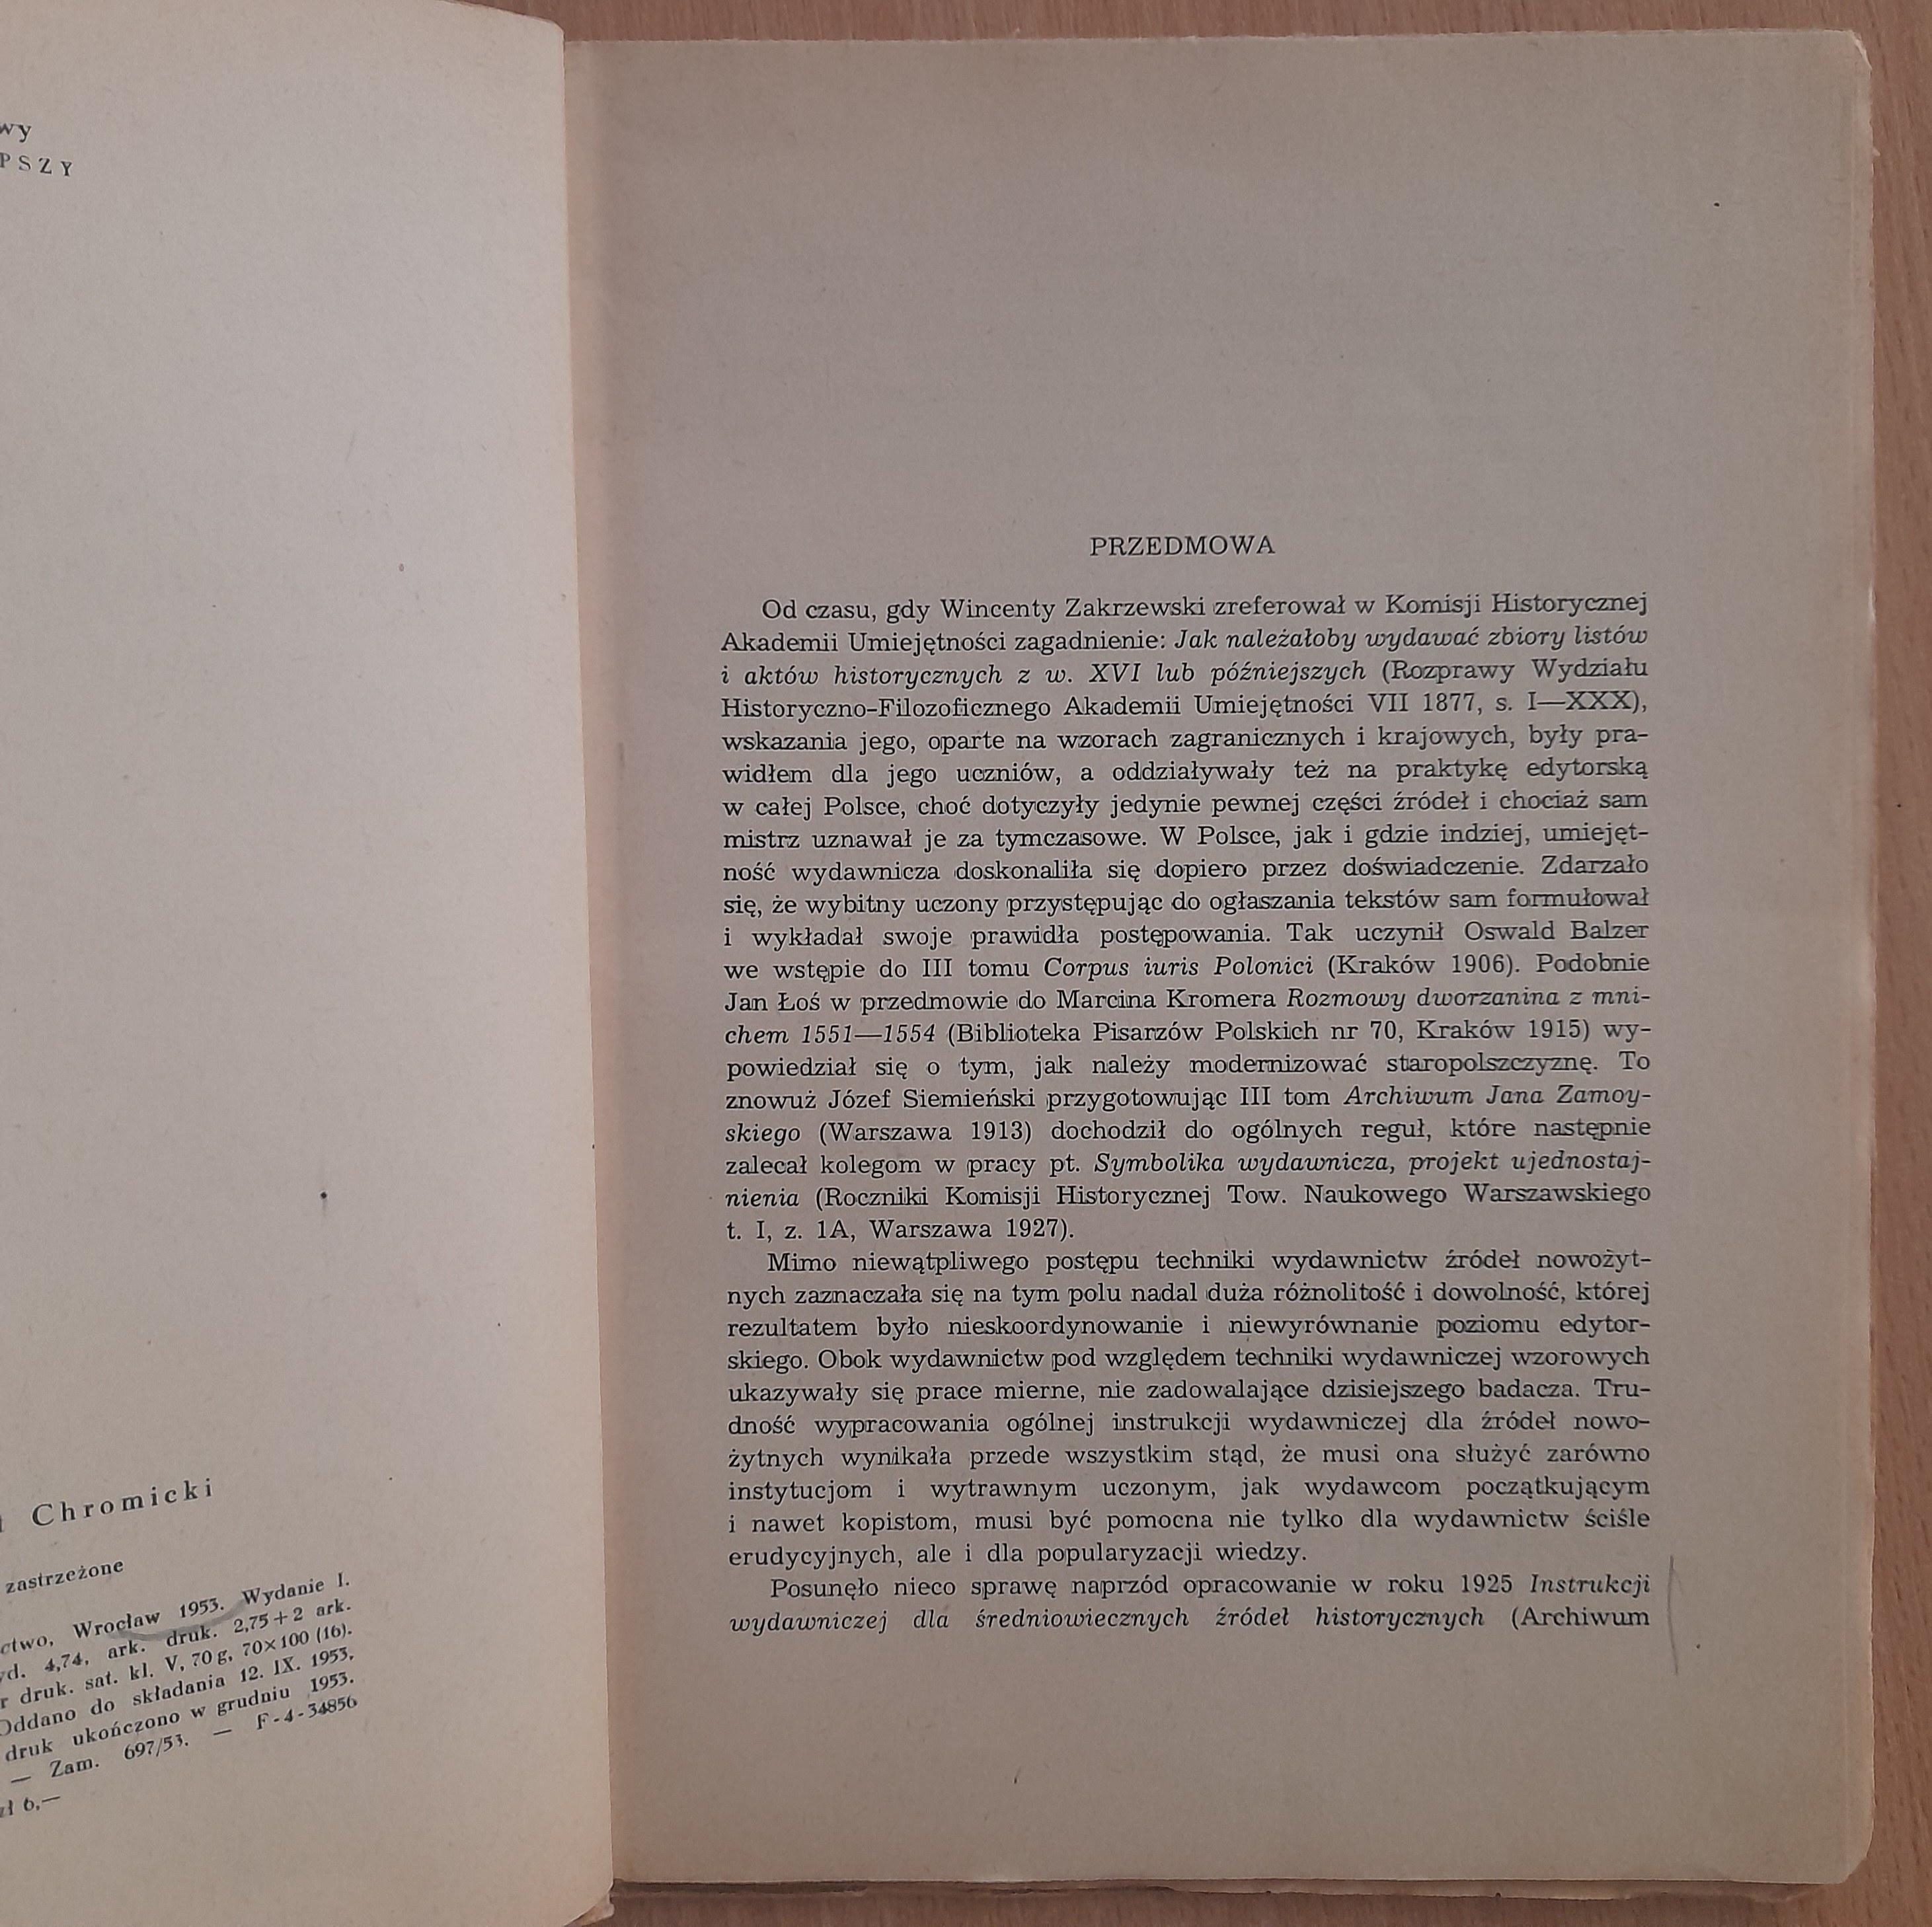 wy
PSZY
Chromicki
zastrzeżone
Wrocław 1953. Wydanie I.
4,74, ark. druk. 2,75+2 ark.
druk. sat. kl. V, 70 g, 70×100 (16).
Oddano do składania 12. IX. 1953,
druk ukończono w grudniu 1953.
— Zam. 697/53. — F-4-34856
zł 6,—
PRZEDMOWA
Od czasu, gdy Wincenty Zakrzewski zreferował w Komisji Historycznej
Akademii Umiejętności zagadnienie: Jak należałoby wydawać zbiory listów
i aktów historycznych z w. XVI lub późniejszych (Rozprawy Wydziału
Historyczno-Filozoficznego Akademii Umiejętności VII 1877, s. I—XXX),
wskazania jego, oparte na wzorach zagranicznych i krajowych, były pra-
widłem dla jego uczniów, a oddziaływały też na praktykę edytorską
w całej Polsce, choć dotyczyły jedynie pewnej części źródeł i chociaż sam
mistrz uznawał je za tymczasowe. W Polsce, jak i gdzie indziej, umiejęt-
ność wydawnicza doskonaliła się dopiero przez doświadczenie. Zdarzało
się, że wybitny uczony przystępując do ogłaszania tekstów sam formułował
i wykładał swoje prawidła postępowania. Tak uczynił Oswald Balzer
we wstępie do III tomu Corpus iuris Polonici (Kraków 1906). Podobnie
Jan Łoś w przedmowie do Marcina Kromera Rozmowy dworzanina z mni-
chem 1551—1554 (Biblioteka Pisarzów Polskich nr 70, Kraków 1915) wy-
powiedział się o tym, jak należy modernizować staropolszczyznę. To
znowuż Józef Siemieński przygotowując III tom Archiwum Jana Zamoy-
skiego (Warszawa 1913) dochodził do ogólnych reguł, które następnie
zalecał kolegom w pracy pt. Symbolika wydawnicza, projekt ujednostaj-
nienia (Roczniki Komisji Historycznej Tow. Naukowego Warszawskiego
t. I, z. 1A, Warszawa 1927).
Mimo niewątpliwego postępu techniki wydawnictw źródeł nowożyt-
nych zaznaczała się na tym polu nadal duża różnolitość i dowolność, której
rezultatem było nieskoordynowanie i niewyrównanie poziomu edytor-
skiego. Obok wydawnictw pod względem techniki wydawniczej wzorowych
ukazywały się prace mierne, nie zadowalające dzisiejszego badacza. Tru-
dność wypracowania ogólnej instrukcji wydawniczej dla źródeł nowo-
żytnych wynikała przede wszystkim stąd, że musi ona służyć zarówno
instytucjom i wytrawnym uczonym, jak wydawcom początkującym
i nawet kopistom, musi być pomocna nie tylko dla wydawnictw ściśle
erudycyjnych, ale i dla popularyzacji wiedzy.
Posunęło nieco sprawę naprzód opracowanie w roku 1925 Instrukcji
wydawniczej dla średniowiecznych źródeł historycznych (Archiwum